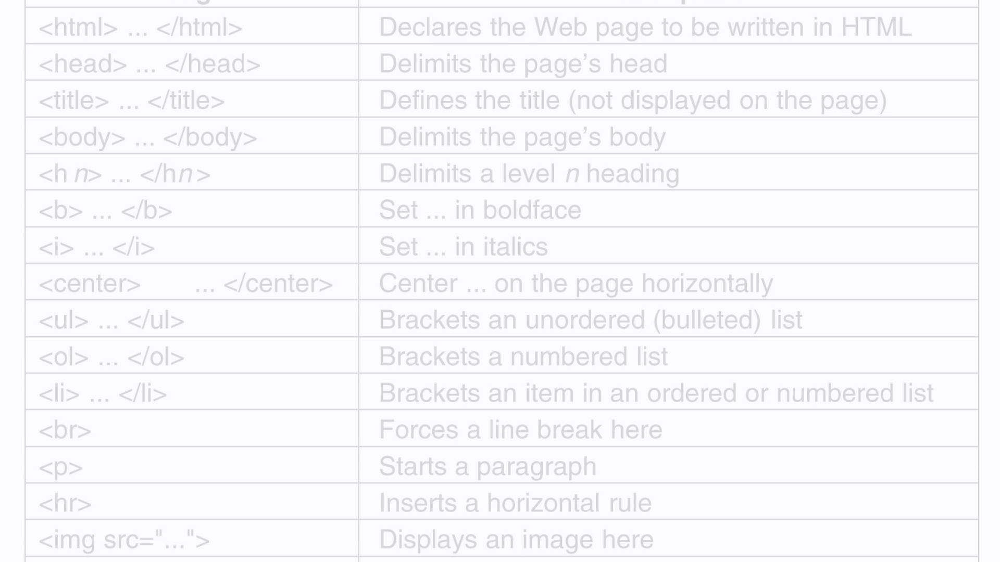 <html> ... </html> Declares the Web page to be written in HTML
<head> ... </head> Delimits the page’s head
<title> ... </title> Defines the title (not displayed on the page)
<body> ... </body> Delimits the page’s body
<h n> ... </hn > Delimits a level n heading
<b> ... </b> Set ... in boldface
<i> ... </i> Set ... in italics
<center> ... </center> Center ... on the page horizontally
<ul> ... </ul> Brackets an unordered (bulleted) list
<ol> ... </ol> Brackets a numbered list
<li> ... </li> Brackets an item in an ordered or numbered list
<br> Forces a line break here
<p> Starts a paragraph
<hr> Inserts a horizontal rule
<img src="..."> Displays an image here